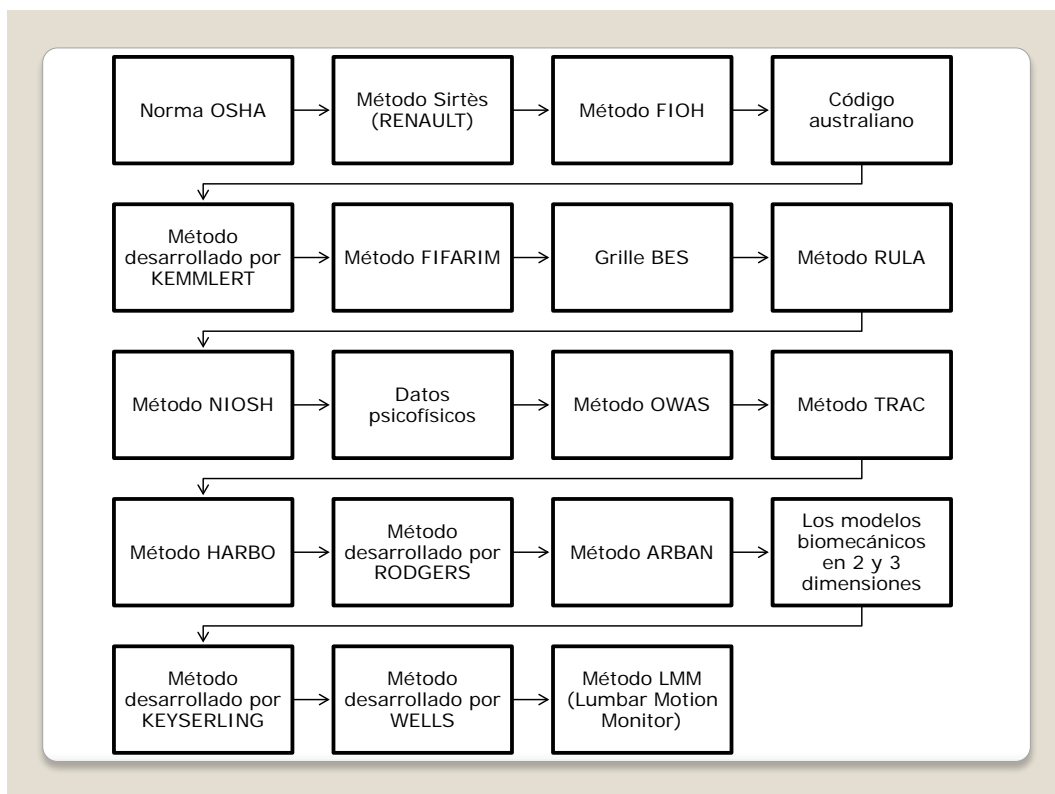 Norma OSHA
Método Sirtès
(RENAULT)
Método FIOH
Código
australiano
Método
desarrollado por
KEMMLERT
Método FIFARIM
Grille BES
Método RULA
Método NIOSH
Datos
psicofísicos
Método OWAS
Método TRAC
Método HARBO
Método
desarrollado por
RODGERS
Método ARBAN
Los modelos
biomecánicos
en 2 y 3
dimensiones
Método
desarrollado por
KEYSERLING
Método
desarrollado por
WELLS
Método LMM
(Lumbar Motion
Monitor)